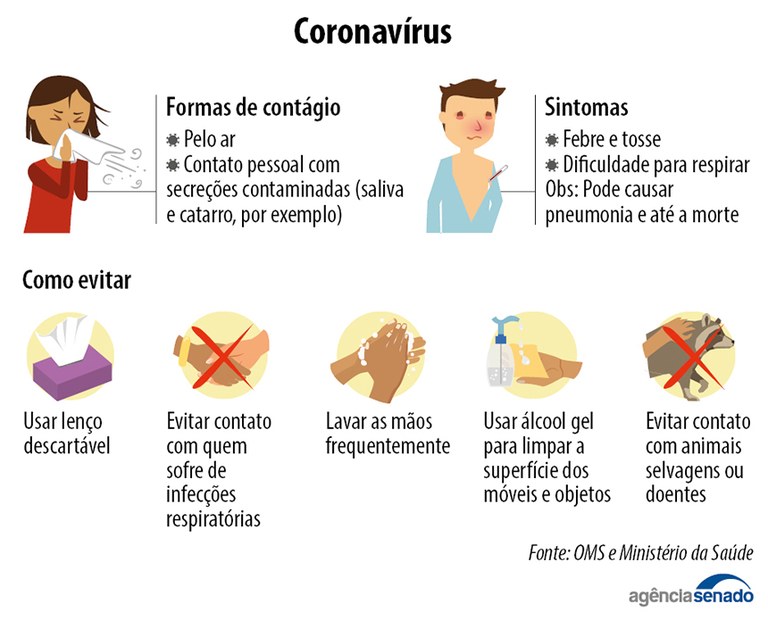 Coronavírus
Formas de contágio
Pelo ar
Contato pessoal com
secreções contaminadas (saliva
e catarro, por exemplo)
Sintomas
Febre e tosse
Dificuldade para respirar
Obs: Pode causar
pneumonia e até a morte
Como evitar
Usar lenço
descartável
Evitar contato
com quem
sofre de
infecções
respiratórias
Lavar as mãos
frequentemente
Usar álcool gel
para limpar a
superfície dos
móveis e objetos
Evitar contato
com animais
selvagens ou
doentes
Fonte: OMS e Ministério da Saúde
agênciasenado